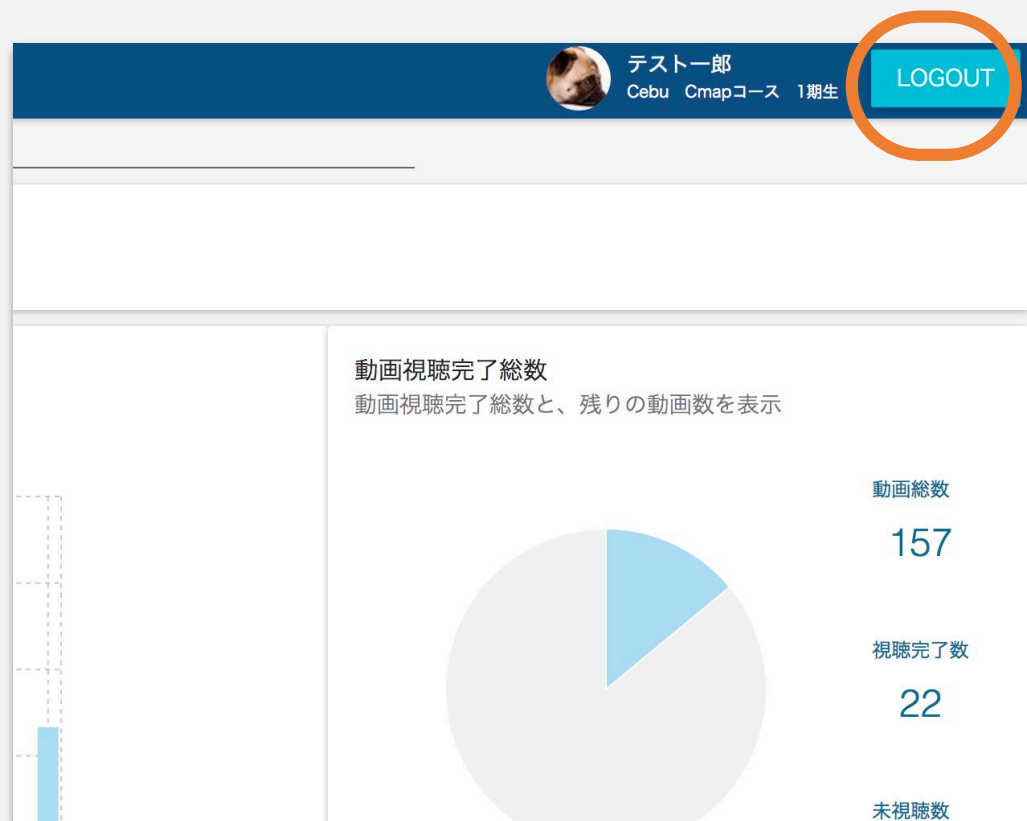 テスト一郎
Cebu Cmapコース 1期生
LOGOUT
動画視聴完了総数
動画視聴完了総数と、残りの動画数を表示
動画総数
157
視聴完了数
22
未視聴数